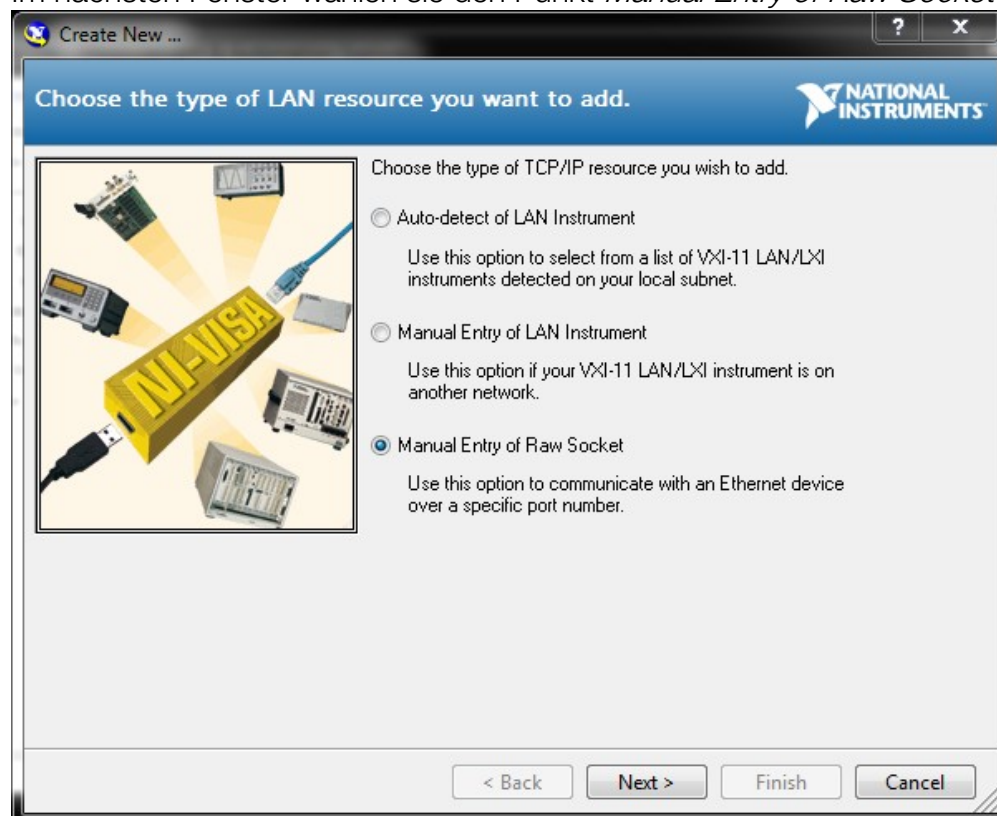 Im nächsten Fenster wählen Sie den Punkt Manual Entry of Raw Socket
Create New ...
?
x
Choose the type of LAN resource you want to add.
NATIONAL
INSTRUMENTS
Choose the type of TCP/IP resource you wish to add.
Auto-detect of LAN Instrument
Use this option to select from a list of VXI-11 LAN/LXI
instruments detected on your local subnet.
Manual Entry of LAN Instrument
Use this option if your VXI-11 LAN/LXI instrument is on
another network.
Manual Entry of Raw Socket
Use this option to communicate with an Ethernet device
over a specific port number.
NI-VISA
< Back
Next >
Finish
Cancel